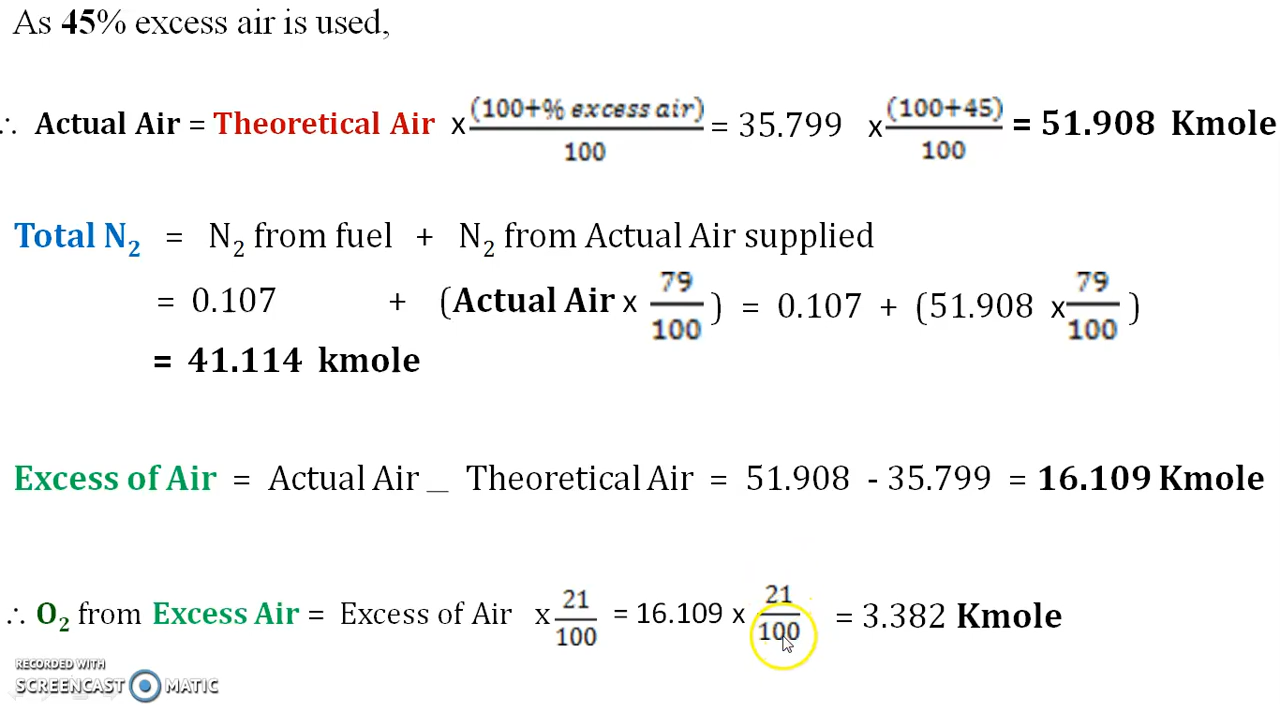 As 45% excess air is used,
∴ Actual Air = Theoretical Air x (100+% excess air)/100 = 35.799 x (100+45)/100 = 51.908 Kmole
Total N₂ = N₂ from fuel + N₂ from Actual Air supplied
= 0.107 + (Actual Air x 79/100) = 0.107 + (51.908 x 79/100)
= 41.114 kmole
Excess of Air = Actual Air _ Theoretical Air = 51.908 - 35.799 = 16.109 Kmole
∴ O₂ from Excess Air = Excess of Air x 21/100 = 16.109 x 21/100 = 3.382 Kmole
RECORDED WITH
SCREENCAST MATIC